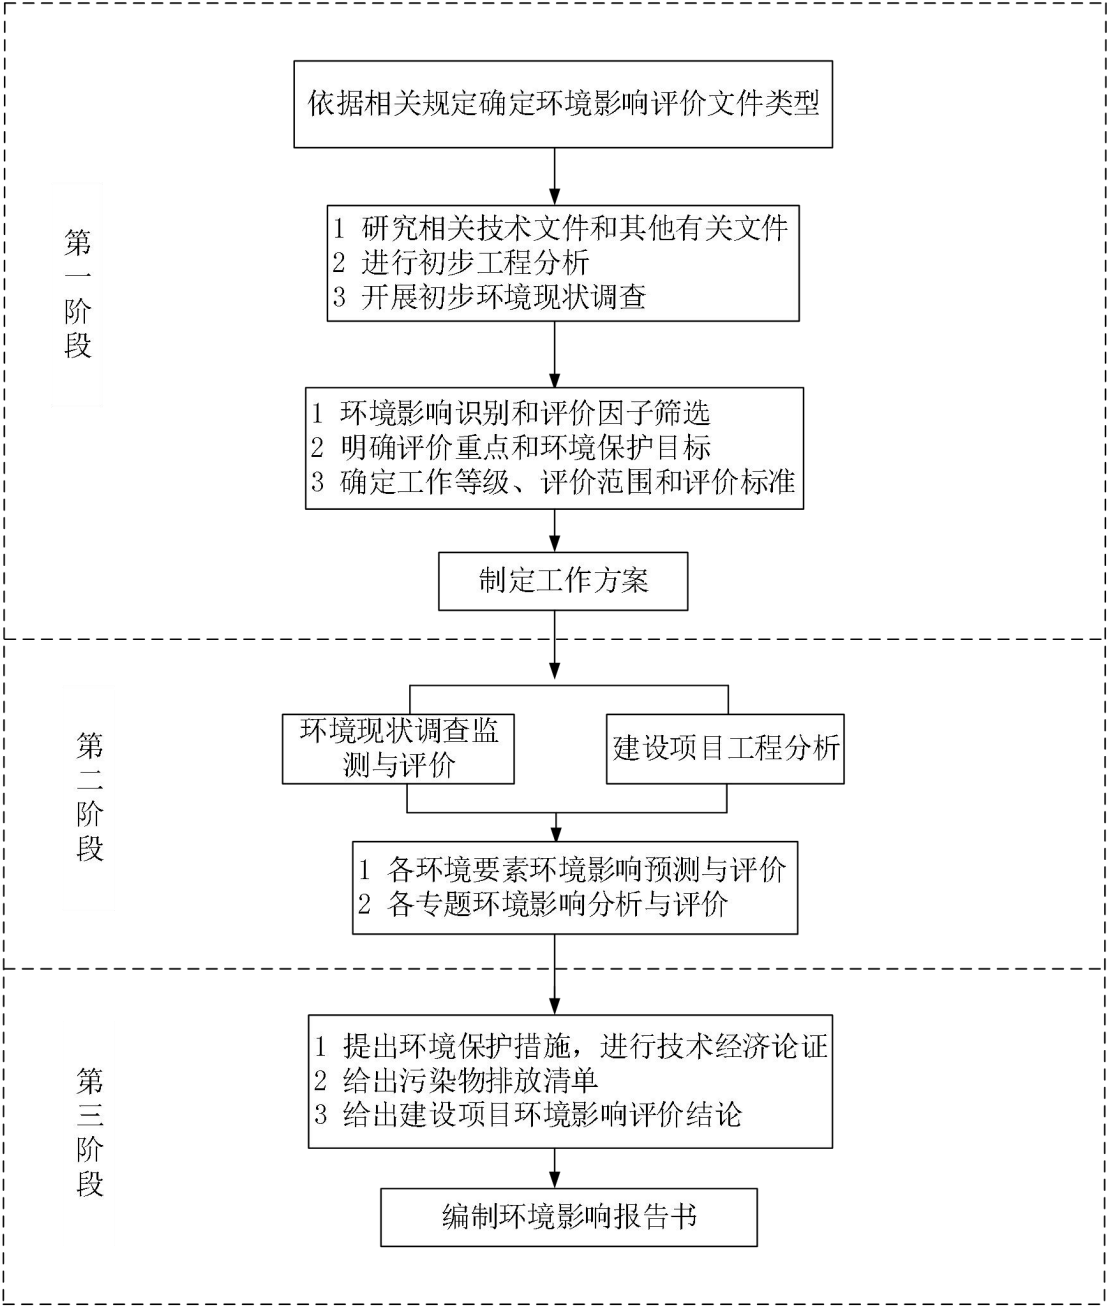 依据相关规定确定环境影响评价文件类型
第一阶段
1 研究相关技术文件和其他有关文件
2 进行初步工程分析
3 开展初步环境现状调查
1 环境影响识别和评价因子筛选
2 明确评价重点和环境保护目标
3 确定工作等级、评价范围和评价标准
制定工作方案
第二阶段
环境现状调查监
测与评价
建设项目工程分析
1 各环境要素环境影响预测与评价
2 各专题环境影响分析与评价
第三阶段
1 提出环境保护措施，进行技术经济论证
2 给出污染物排放清单
3 给出建设项目环境影响评价结论
编制环境影响报告书